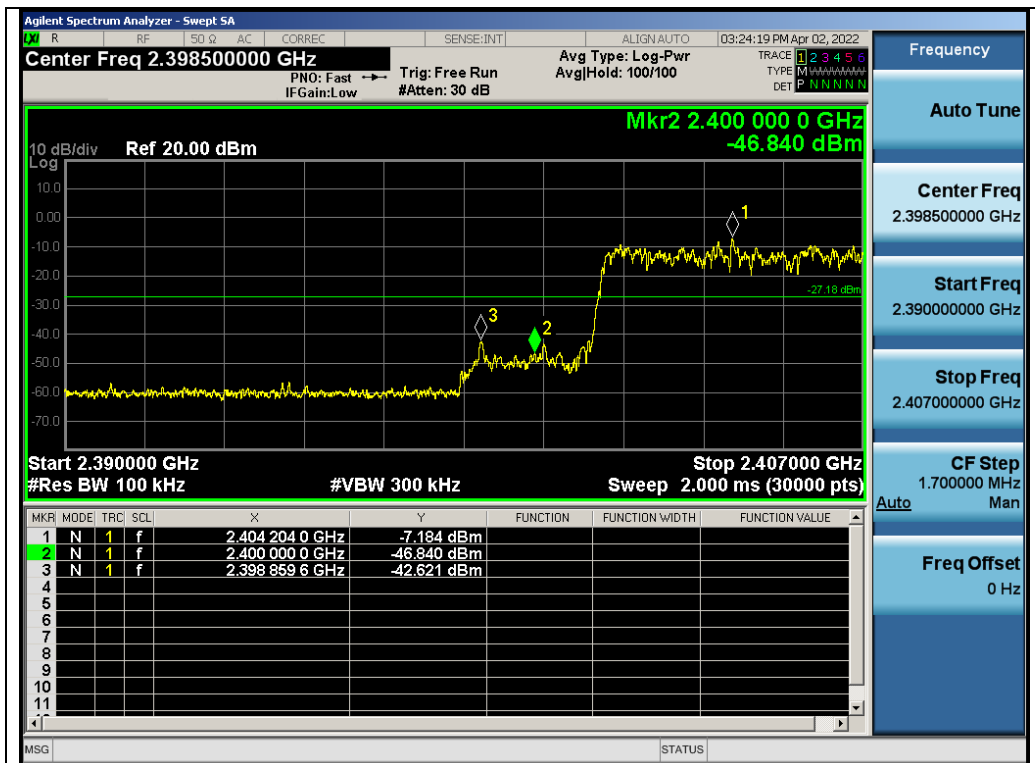 Agilent Spectrum Analyzer - Swept SA
LXI R RF 50 Ω AC CORREC SENSE:INT ALIGN AUTO 03:24:19 PM Apr 02, 2022
Center Freq 2.398500000 GHz
PNO: Fast
IFGain:Low
Trig: Free Run
#Atten: 30 dB
Avg Type: Log-Pwr
Avg|Hold: 100/100
TRACE 1 2 3 4 5 6
TYPE M
DET P N N N N N
Mkr2 2.400 000 0 GHz
-46.840 dBm
10 dB/div Ref 20.00 dBm
Log
10.0
0.00
-10.0
-20.0
-30.0
-40.0
-50.0
-60.0
-70.0
1
2
3
-27.18 dBm
Start 2.390000 GHz Stop 2.407000 GHz
#Res BW 100 kHz #VBW 300 kHz Sweep 2.000 ms (30000 pts)
MKR MODE TRC SCL X Y FUNCTION FUNCTION WIDTH FUNCTION VALUE
1 N 1 f 2.404 204 0 GHz -7.184 dBm
2 N 1 f 2.400 000 0 GHz -46.840 dBm
3 N 1 f 2.398 859 6 GHz -42.621 dBm
4
5
6
7
8
9
10
11
MSG STATUS
Frequency
Auto Tune
Center Freq
2.398500000 GHz
Start Freq
2.390000000 GHz
Stop Freq
2.407000000 GHz
CF Step
1.700000 MHz
Auto Man
Freq Offset
0 Hz